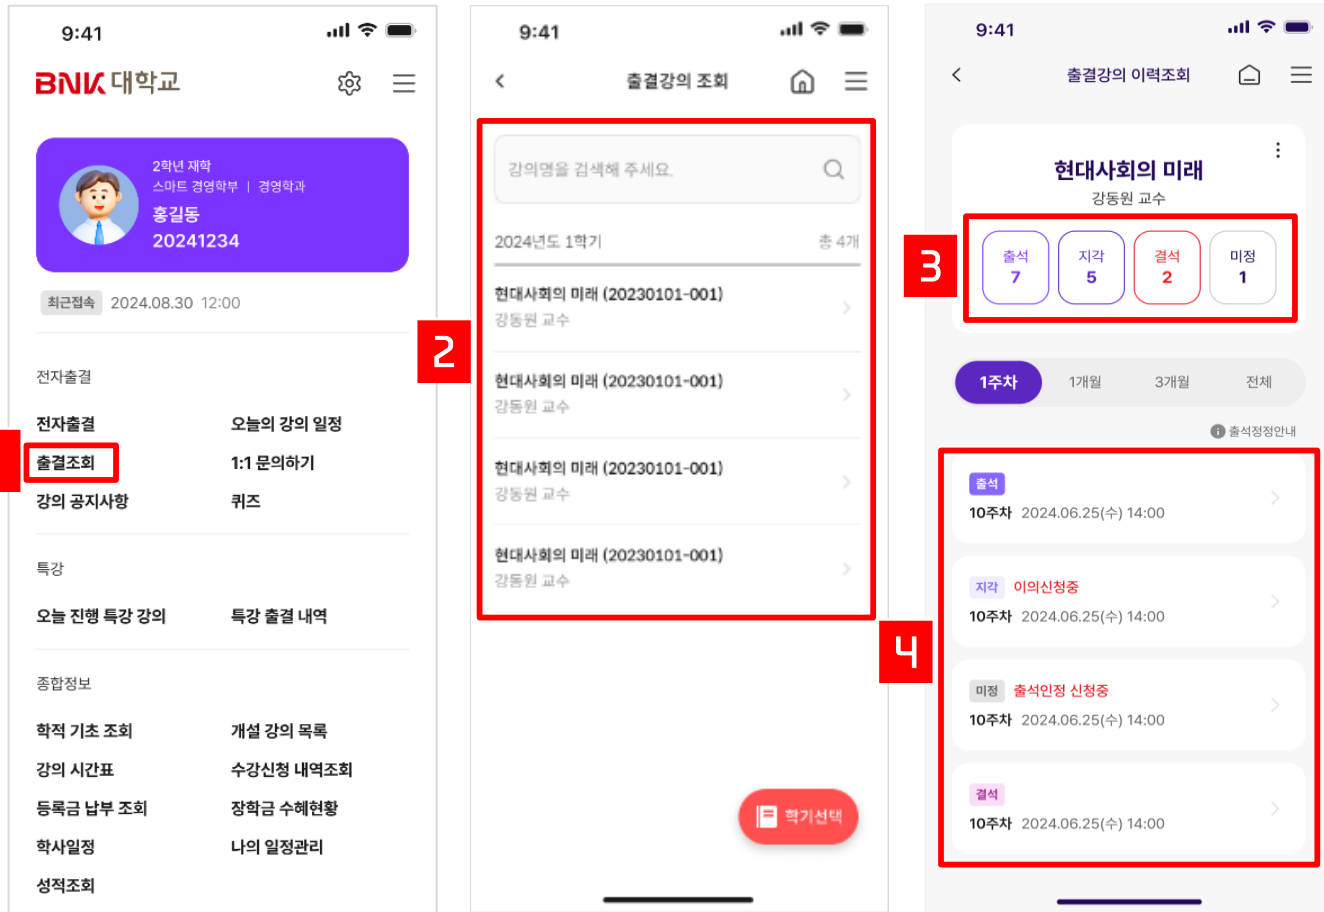 9:41
BNK 대학교
2학년 재학
스마트 경영학부 | 경영학과
홍길동
20241234
최근접속 2024.08.30 12:00
전자출결
전자출결 오늘의 강의 일정
출결조회 1:1 문의하기
강의 공지사항 퀴즈
특강
오늘 진행 특강 강의 특강 출결 내역
종합정보
학적 기초 조회 개설 강의 목록
강의 시간표 수강신청 내역조회
등록금 납부 조회 장학금 수혜현황
학사일정 나의 일정관리
성적조회
2
9:41
출결강의 조회
강의명을 검색해 주세요.
2024년도 1학기 총 4개
현대사회의 미래 (20230101-001)
강동원 교수
현대사회의 미래 (20230101-001)
강동원 교수
현대사회의 미래 (20230101-001)
강동원 교수
현대사회의 미래 (20230101-001)
강동원 교수
학기선택
9:41
출결강의 이력조회
현대사회의 미래
강동원 교수
3
출석 지각 결석 미정
7 5 2 1
1주차 1개월 3개월 전체
출석정정안내
4
출석
10주차 2024.06.25(수) 14:00
지각 이의신청중
10주차 2024.06.25(수) 14:00
미정 출석인정 신청중
10주차 2024.06.25(수) 14:00
결석
10주차 2024.06.25(수) 14:00